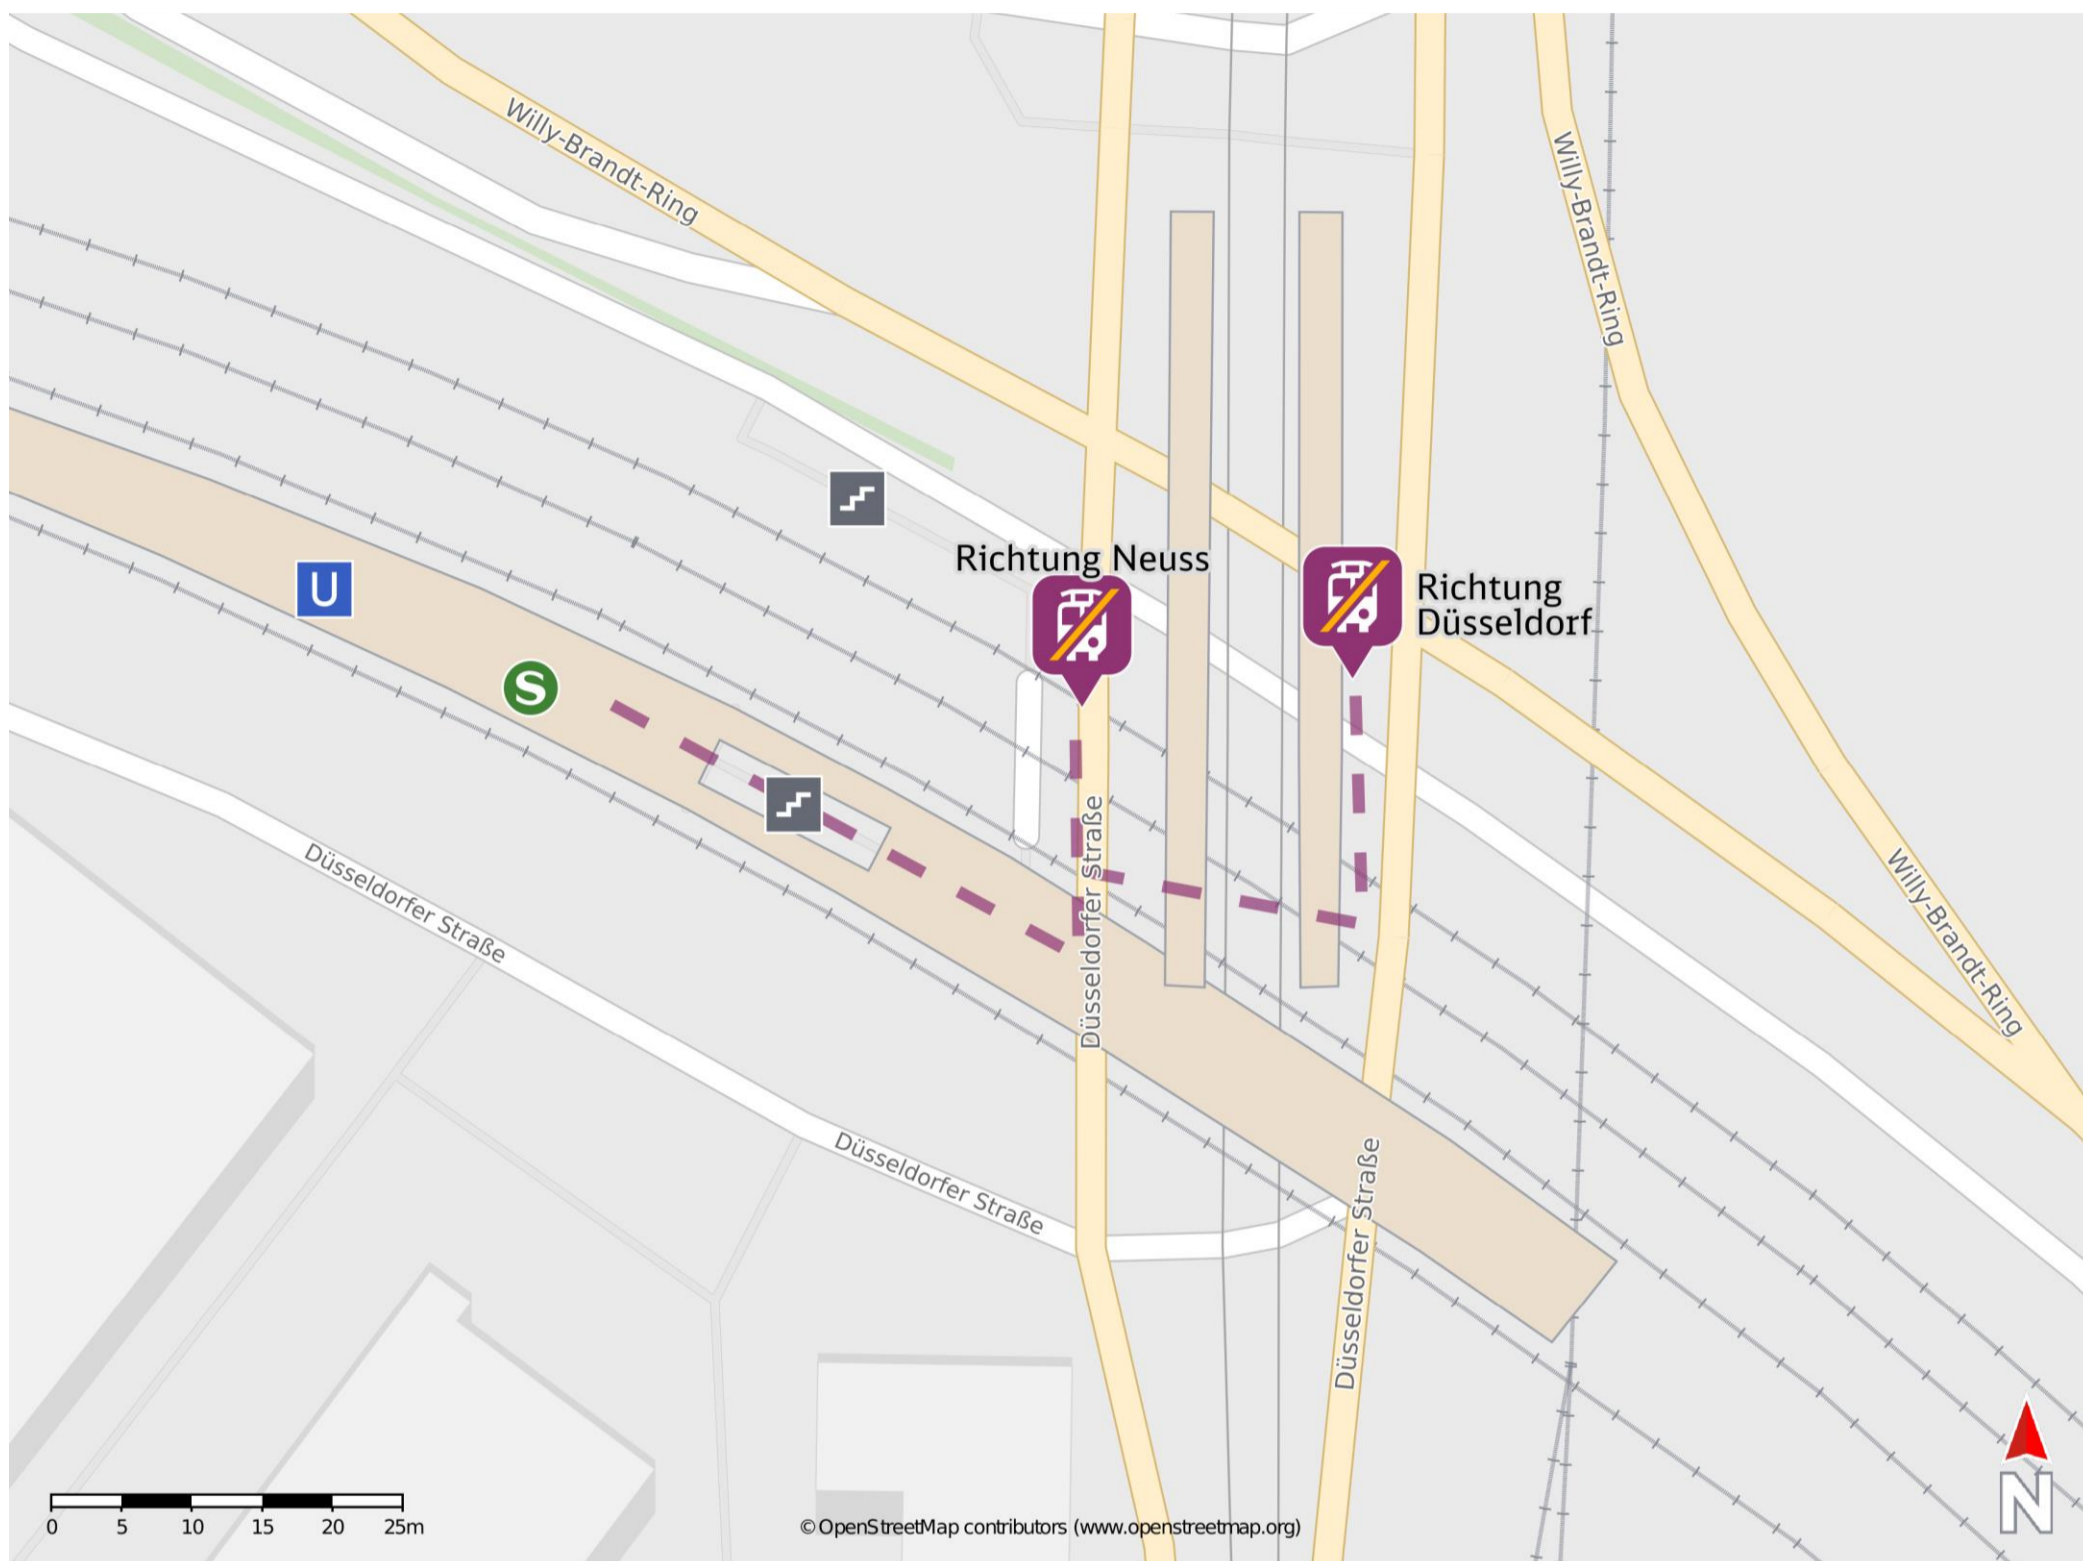 Willy-Brandt-Ring
Willy-Brandt-Ring
Richtung Neuss
Richtung
Düsseldorf
U
S
Düsseldorfer Straße
Düsseldorfer Straße
Willy-Brandt-Ring
Düsseldorfer Straße
Düsseldorfer Straße
N
0 5 10 15 20 25m
© OpenStreetMap contributors (www.openstreetmap.org)